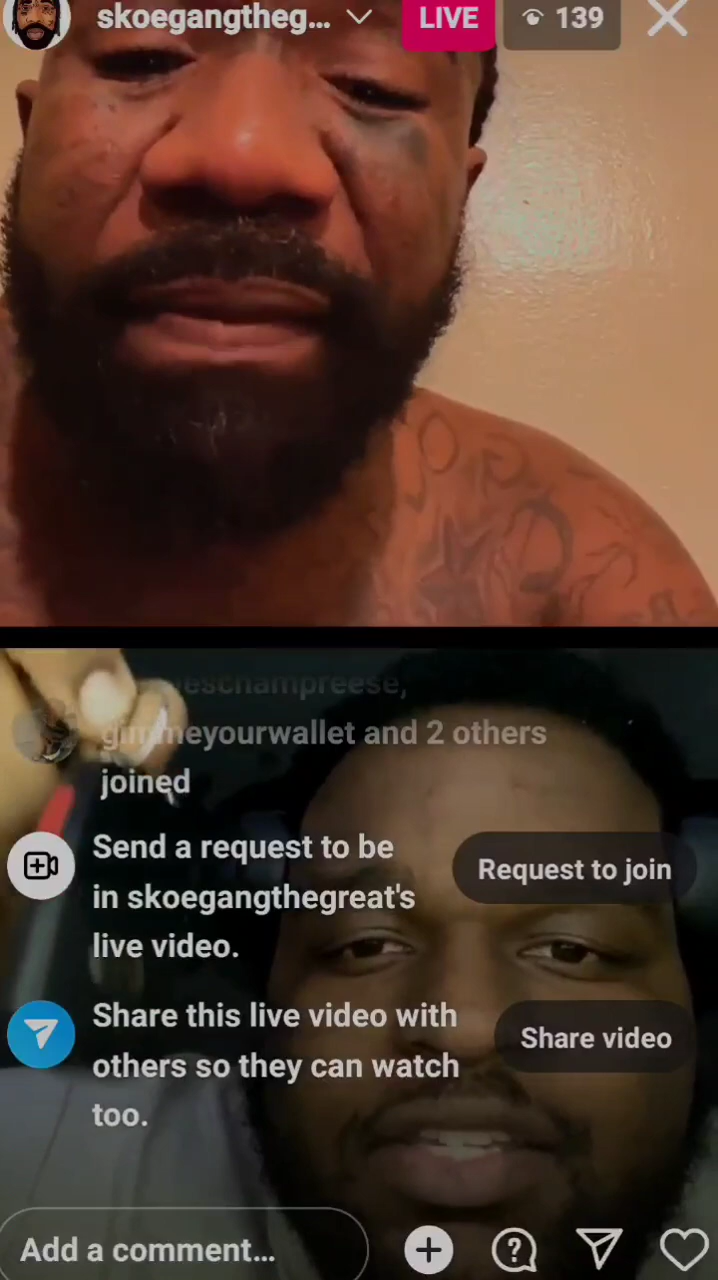 skoegangtheg...
LIVE
139
eschampreese,
gimmeyourwallet and 2 others
joined
Send a request to be
in skoegangthegreat's
live video.
Request to join
Share this live video with
others so they can watch
too.
Share video
Add a comment...